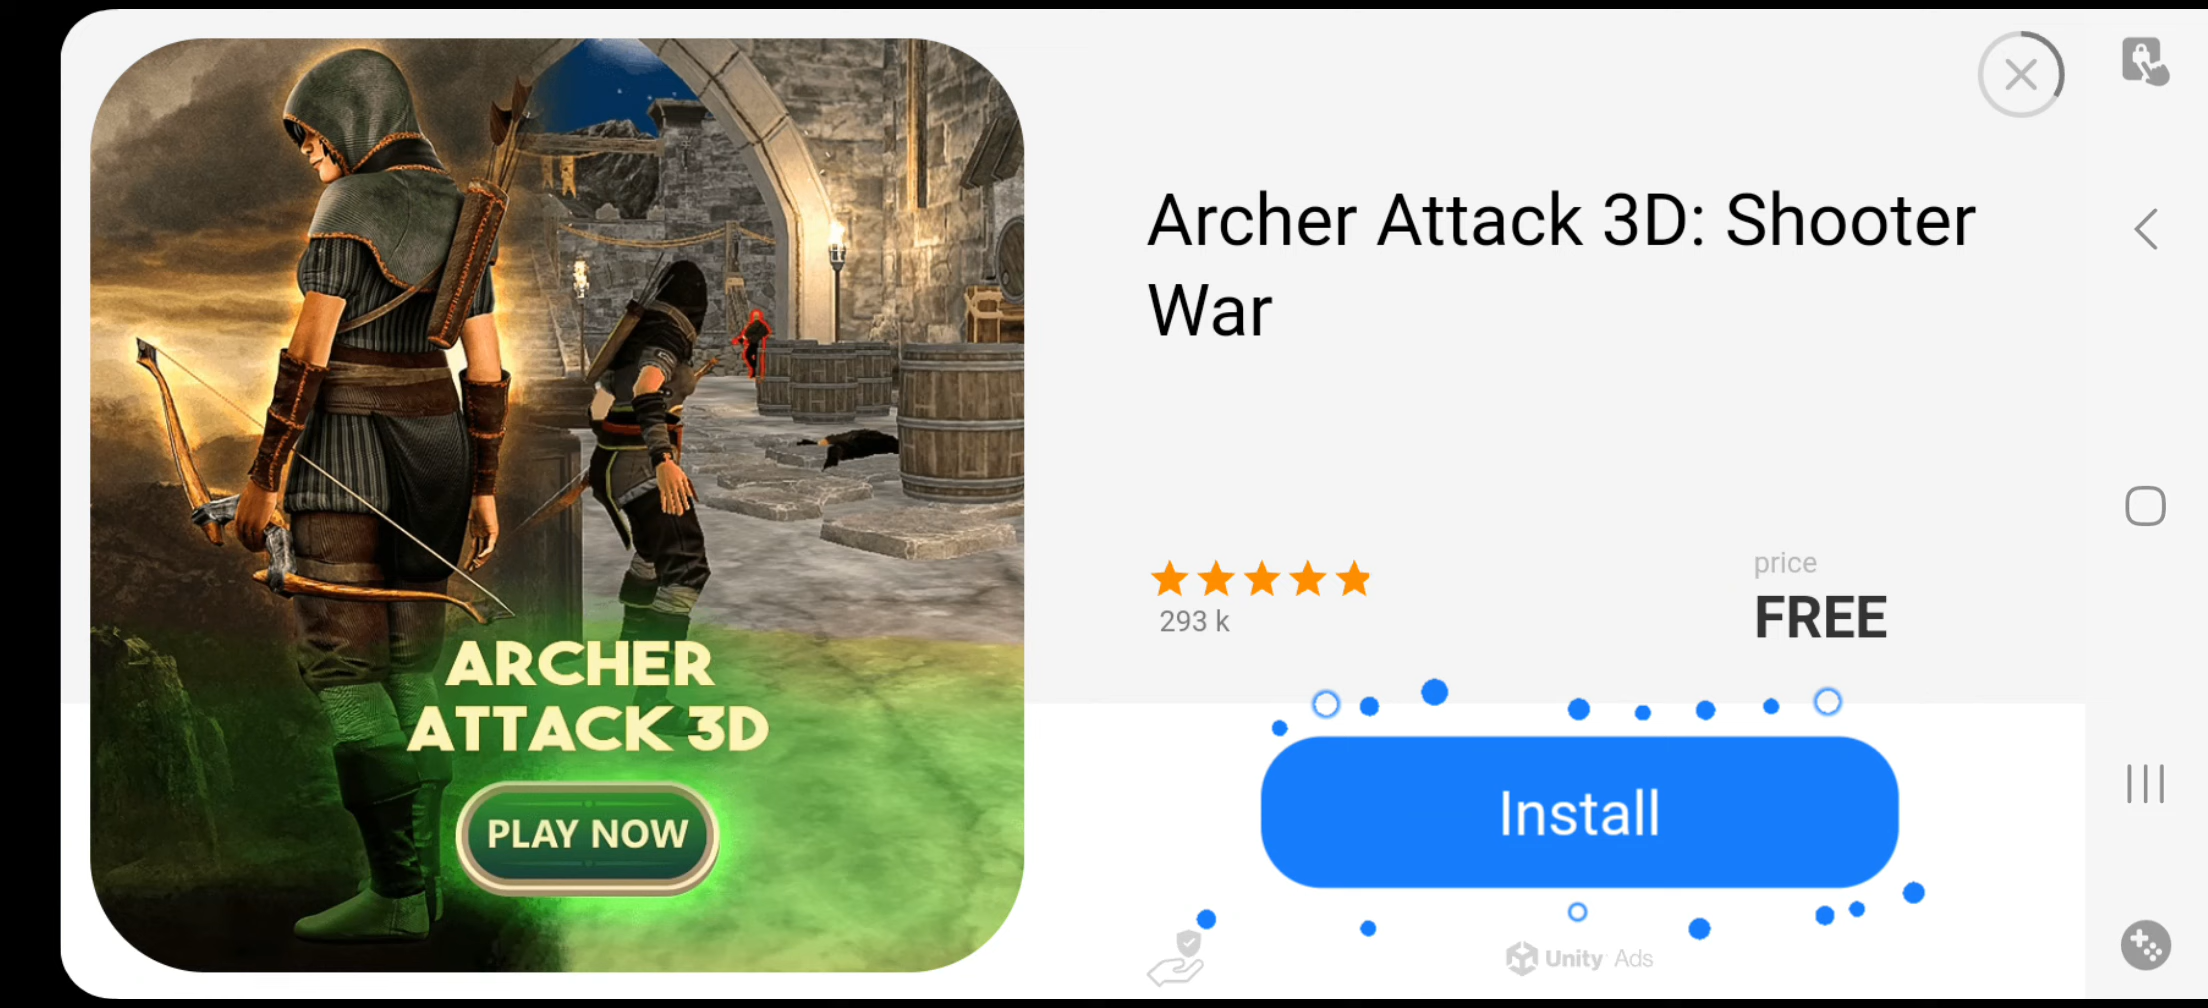 ARCHER
ATTACK 3D
PLAY NOW
Archer Attack 3D: Shooter
War
293 k
price
FREE
Install
Unity Ads